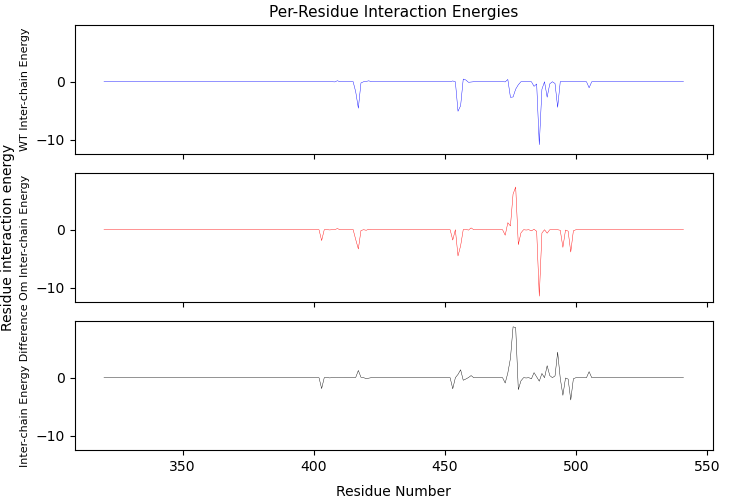 Per-Residue Interaction Energies
Residue interaction energy
WT Inter-chain Energy
0
−10
Om Inter-chain Energy
0
−10
Inter-chain Energy Difference
0
−10
350
400
450
500
550
Residue Number